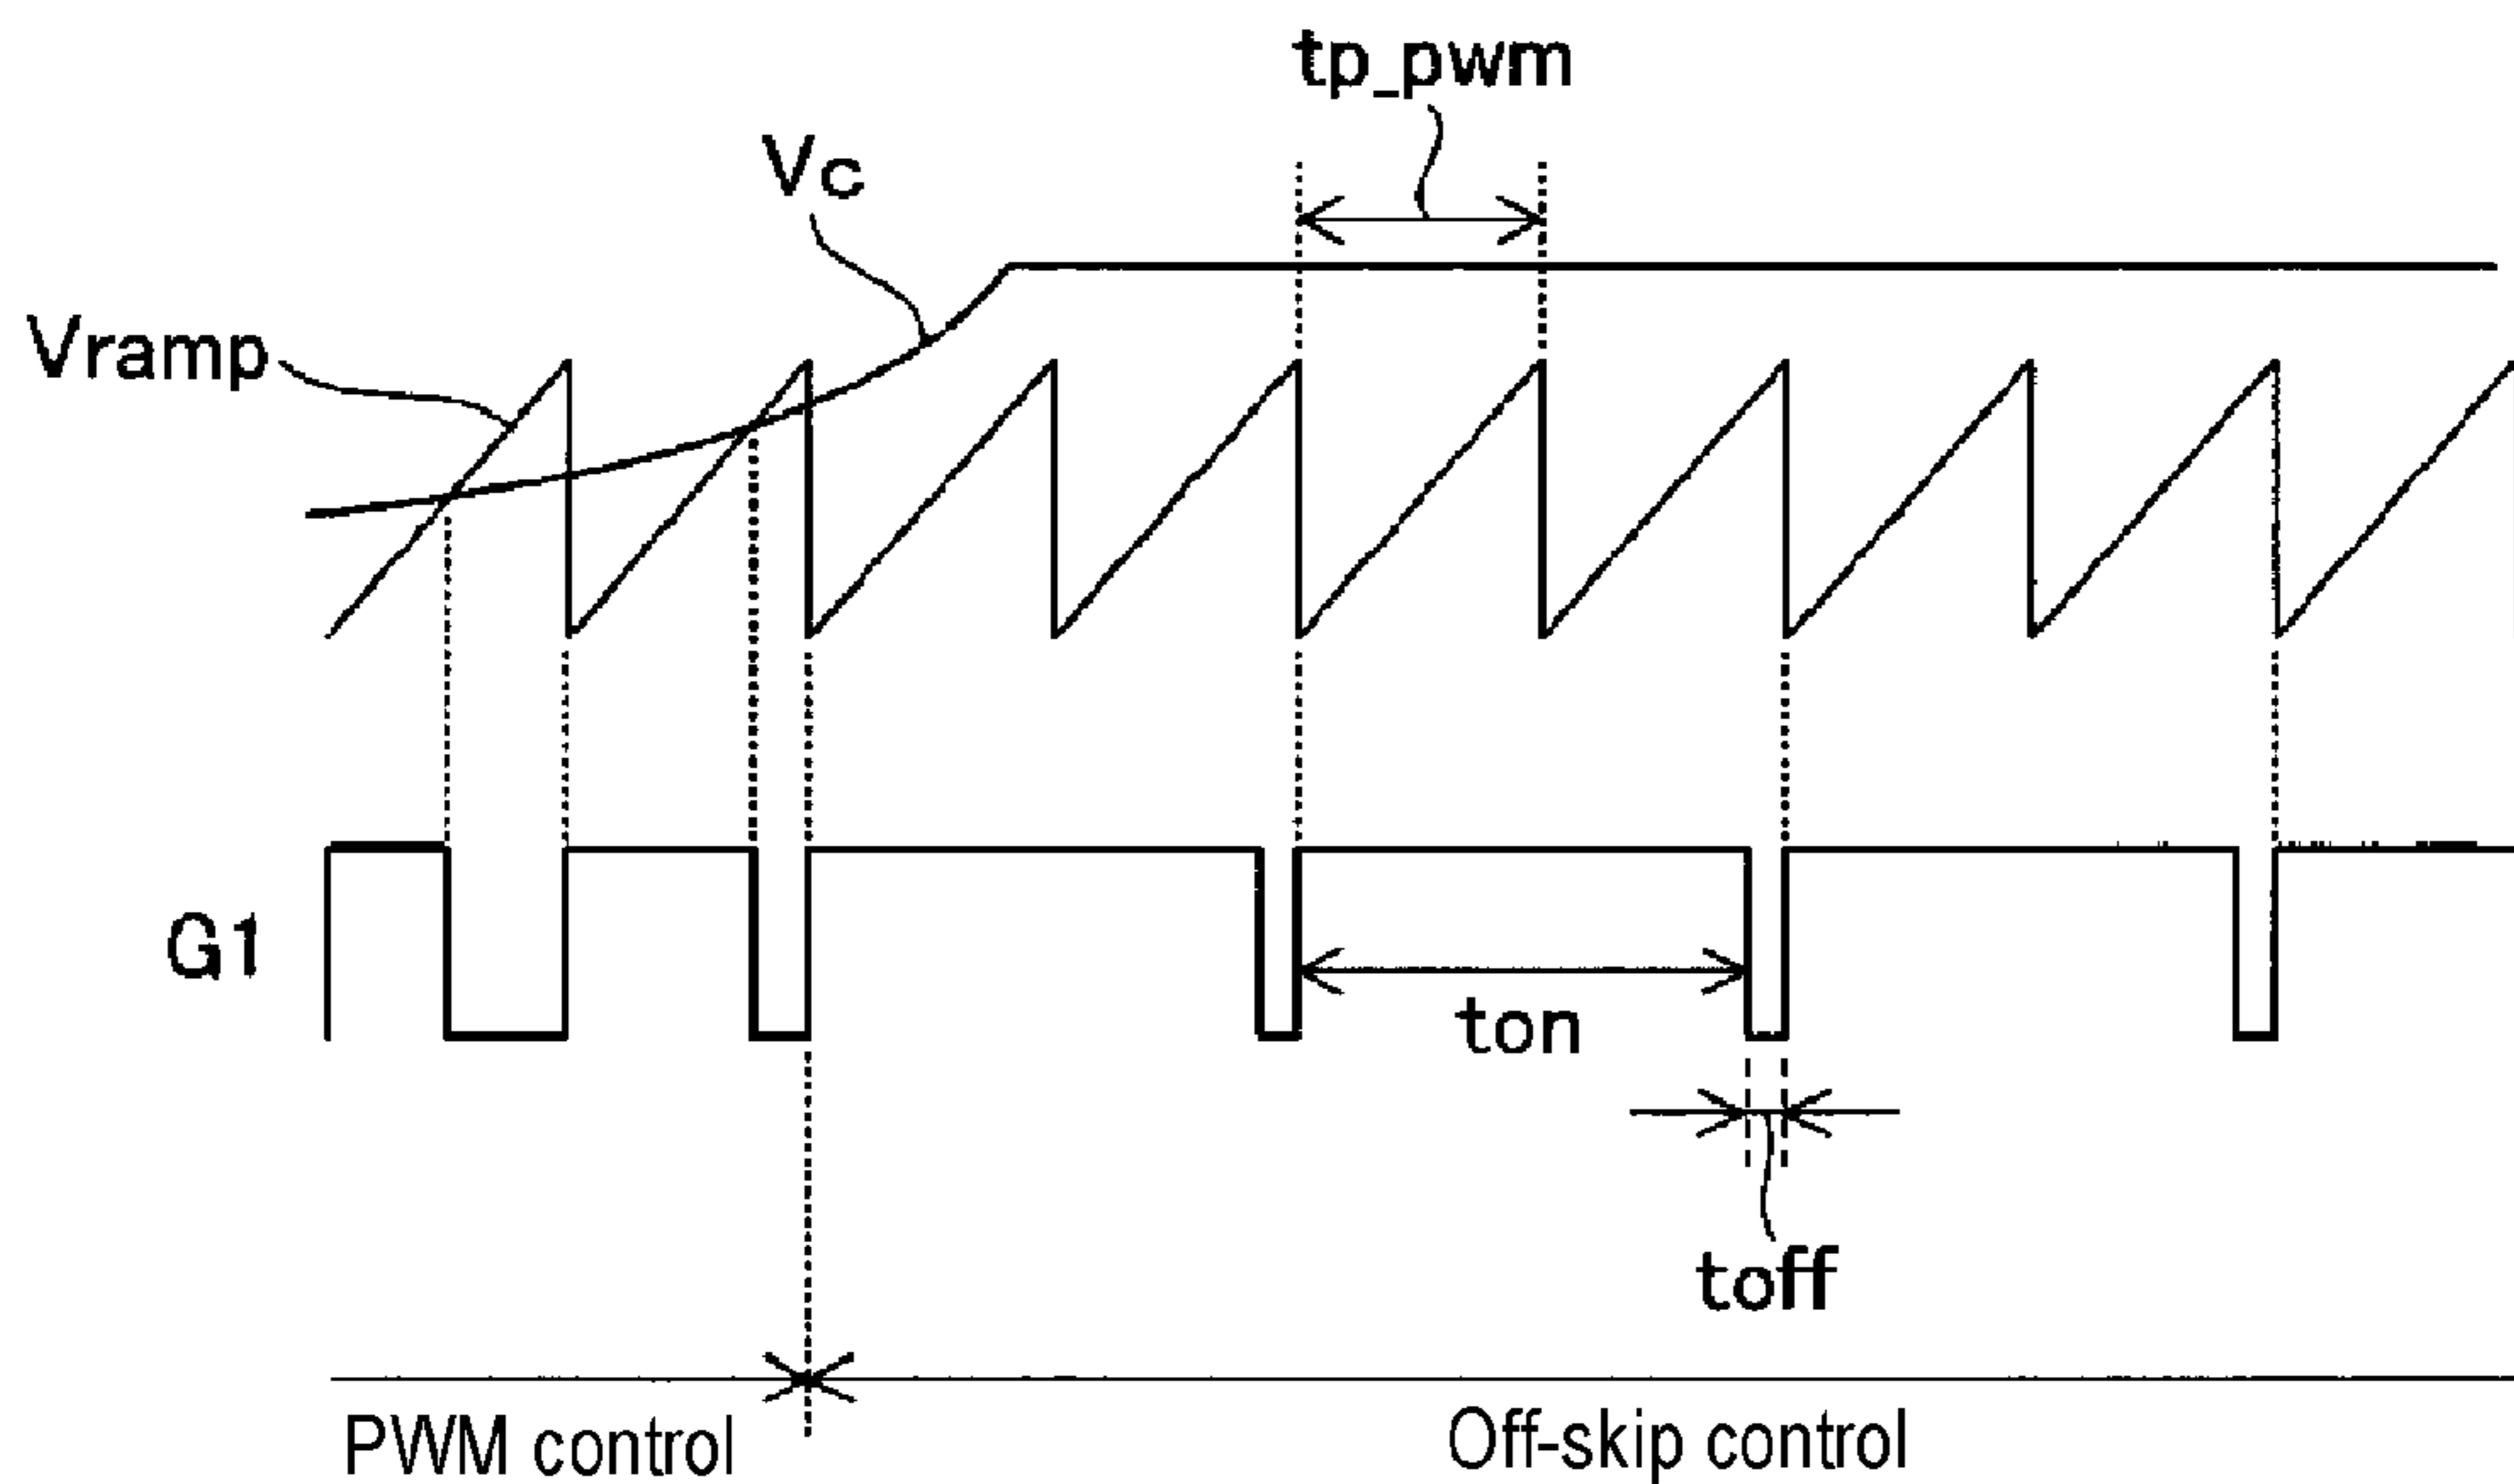 tp_pwm
Vc
Vramp
G1
ton
toff
PWM control
Off-skip control